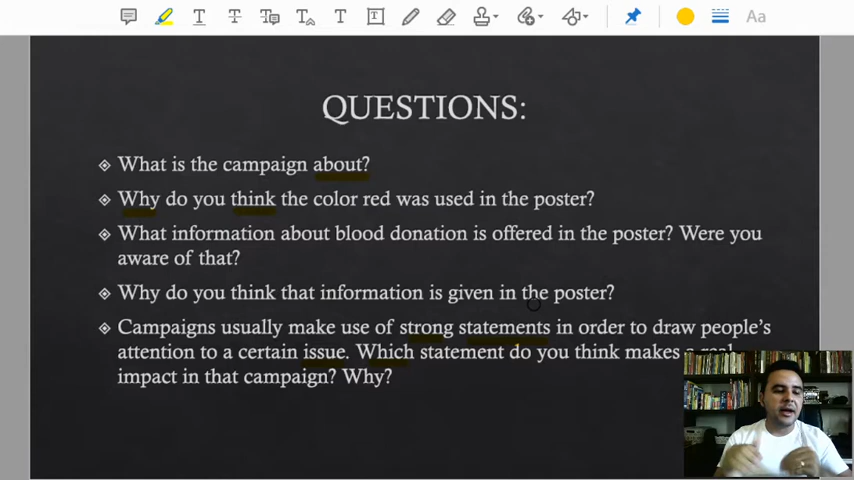 Aa
QUESTIONS:
What is the campaign about?
Why do you think the color red was used in the poster?
What information about blood donation is offered in the poster? Were you
aware of that?
Why do you think that information is given in the poster?
Campaigns usually make use of strong statements in order to draw people's
attention to a certain issue. Which statement do you think makes a real
impact in that campaign? Why?